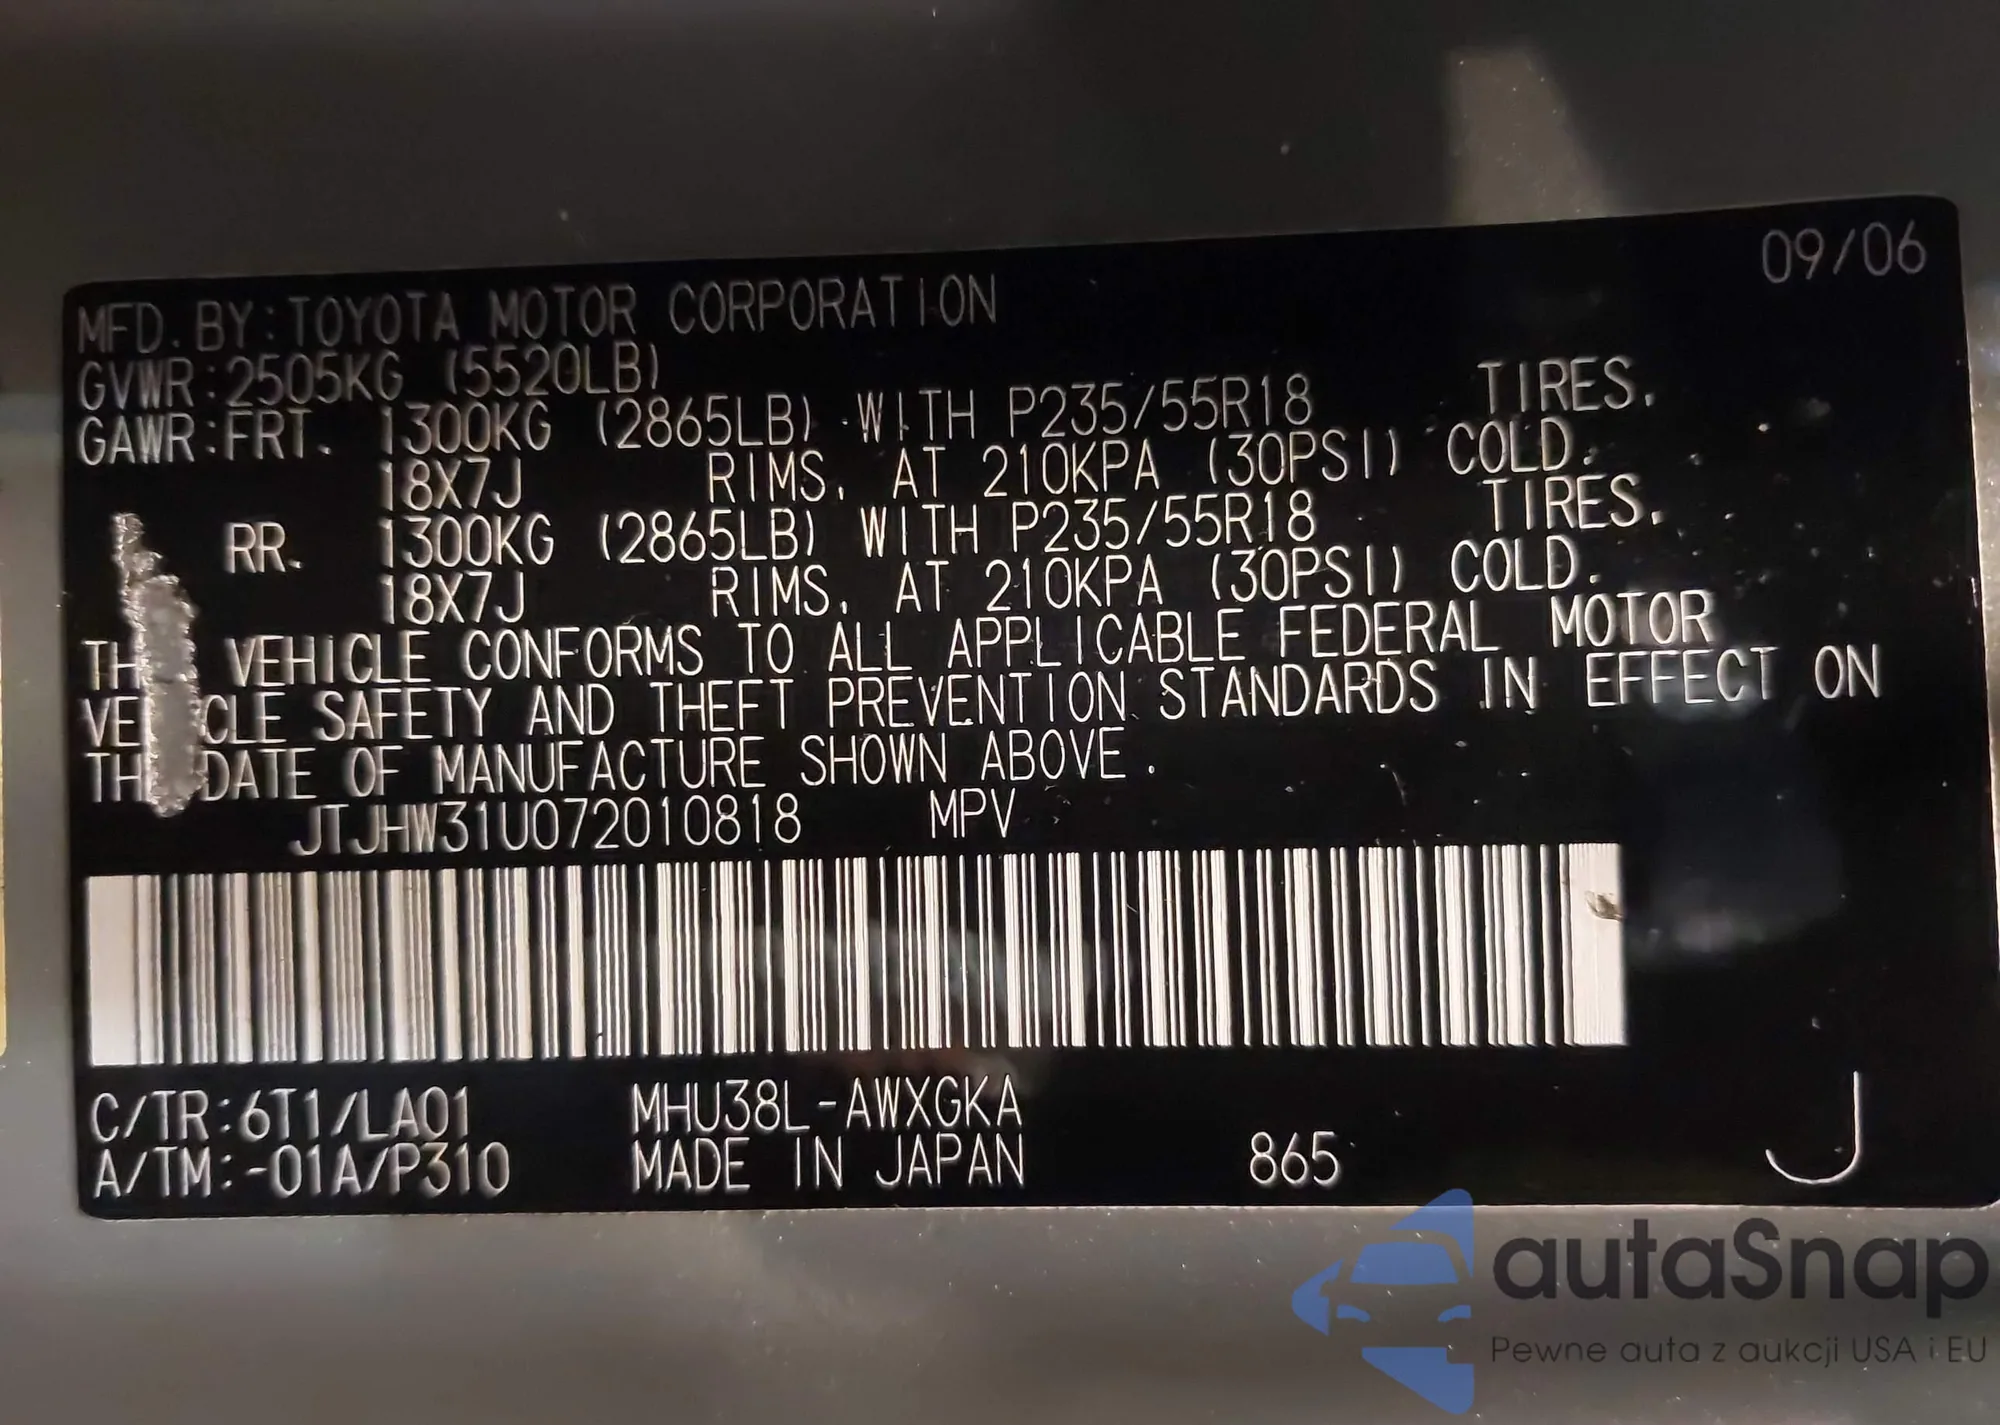 09/06
MFD. BY:TOYOTA MOTOR CORPORATION
GVWR:2505KG (5520LB)
GAWR:FRT. 1300KG (2865LB) WITH P235/55R18 TIRES.
18X7J RIMS. AT 210KPA (30PSI) COLD.
RR. 1300KG (2865LB) WITH P235/55R18 TIRES.
18X7J RIMS. AT 210KPA (30PSI) COLD.
VEHICLE CONFORMS TO ALL APPLICABLE FEDERAL MOTOR
SAFETY AND THEFT PREVENTION STANDARDS IN EFFECT ON
DATE OF MANUFACTURE SHOWN ABOVE.
JTJHW31U072010818 MPV
C/TR:6T1/LA01 MHU38L-AWXGKA
A/TM:-01A/P310 MADE IN JAPAN 865 J
autaSnap
Pewne auta z aukcji USA i EU